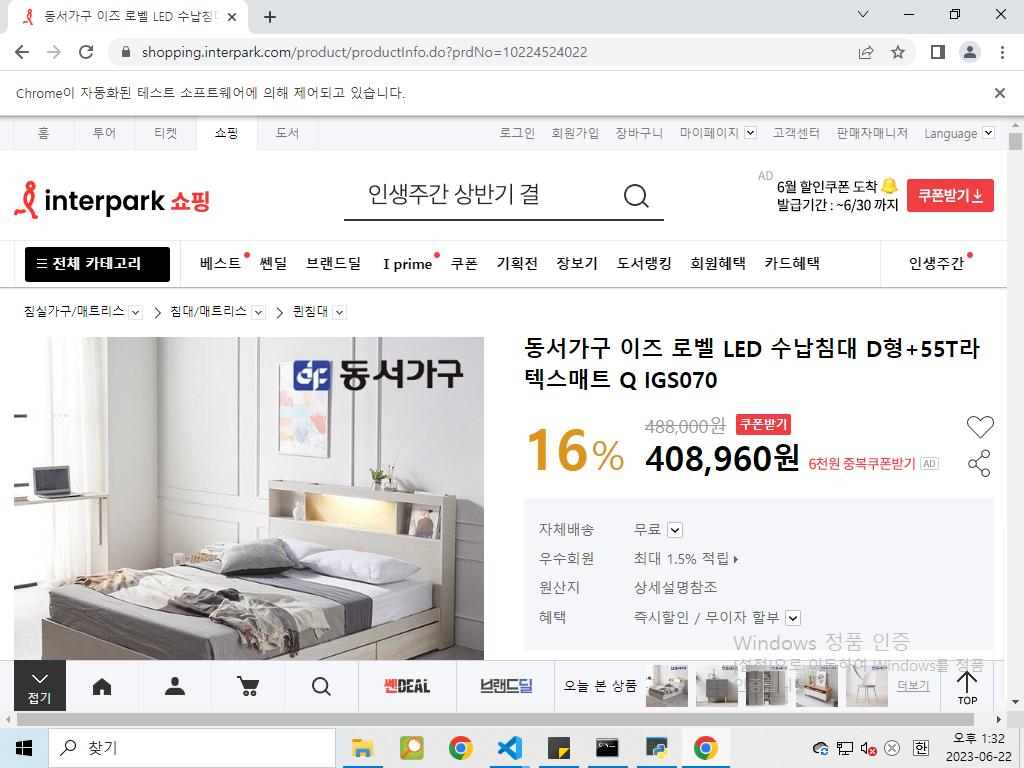 동서가구 이즈 로벨 LED 수납침대
shopping.interpark.com/product/productInfo.do?prdNo=10224524022
Chrome이 자동화된 테스트 소프트웨어에 의해 제어되고 있습니다.
홈 투어 티켓 쇼핑 도서 로그인 회원가입 장바구니 마이페이지 고객센터 판매자매니저 Language
interpark 쇼핑
인생주간 상반기 결
AD
6월 할인쿠폰 도착
발급기간 : ~6/30 까지
쿠폰받기
전체 카테고리 베스트 쎈딜 브랜드딜 I prime 쿠폰 기획전 장보기 도서랭킹 회원혜택 카드혜택 인생주간
침실가구/매트리스 침대/매트리스 퀸침대
동서가구
동서가구 이즈 로벨 LED 수납침대 D형+55T라
텍스매트 Q IGS070
16%
488,000원 쿠폰받기
408,960원 6천원 중복쿠폰받기 AD
자체배송 무료
우수회원 최대 1.5% 적립
원산지 상세설명참조
혜택 즉시할인 / 무이자 할부
Windows 정품 인증
[설정]으로 이동하여 Windows를 정품
접기
쎈DEAL
브랜드딜
오늘 본 상품
더보기
TOP
찾기
한
오후 1:32
2023-06-22